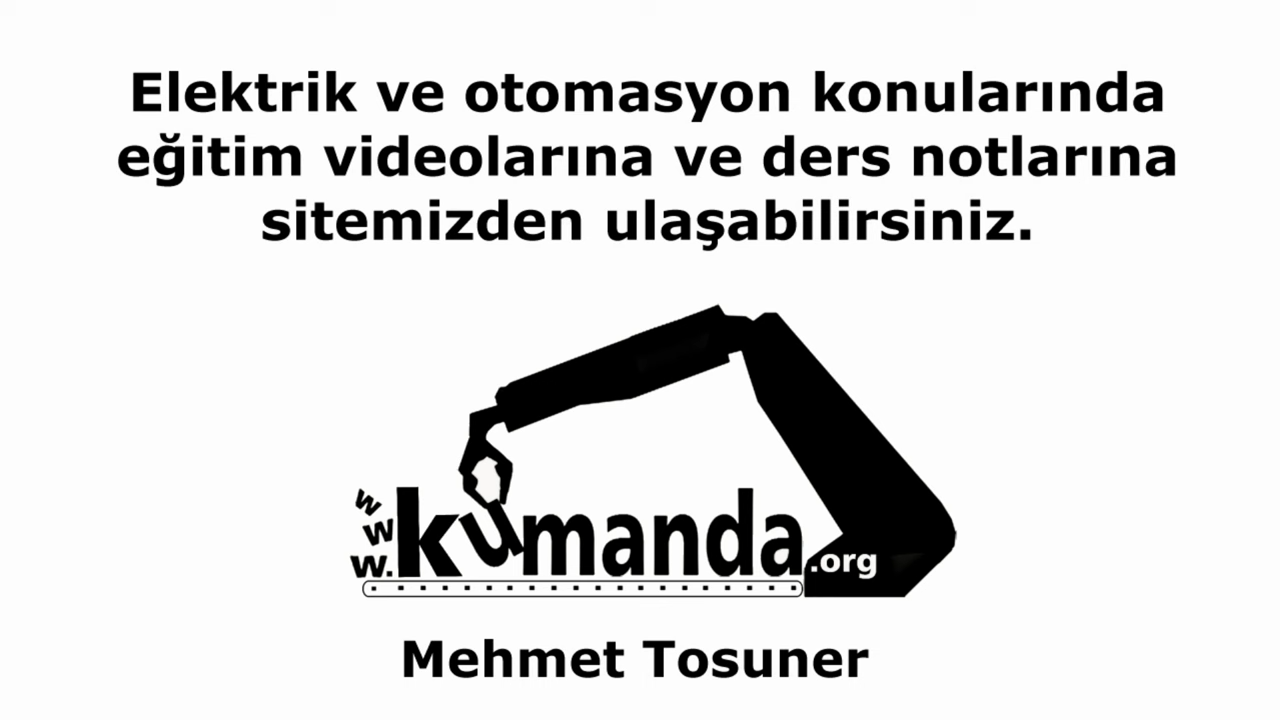 Elektrik ve otomasyon konularında
eğitim videolarına ve ders notlarına
sitemizden ulaşabilirsiniz.
www.kumanda.org
Mehmet Tosuner